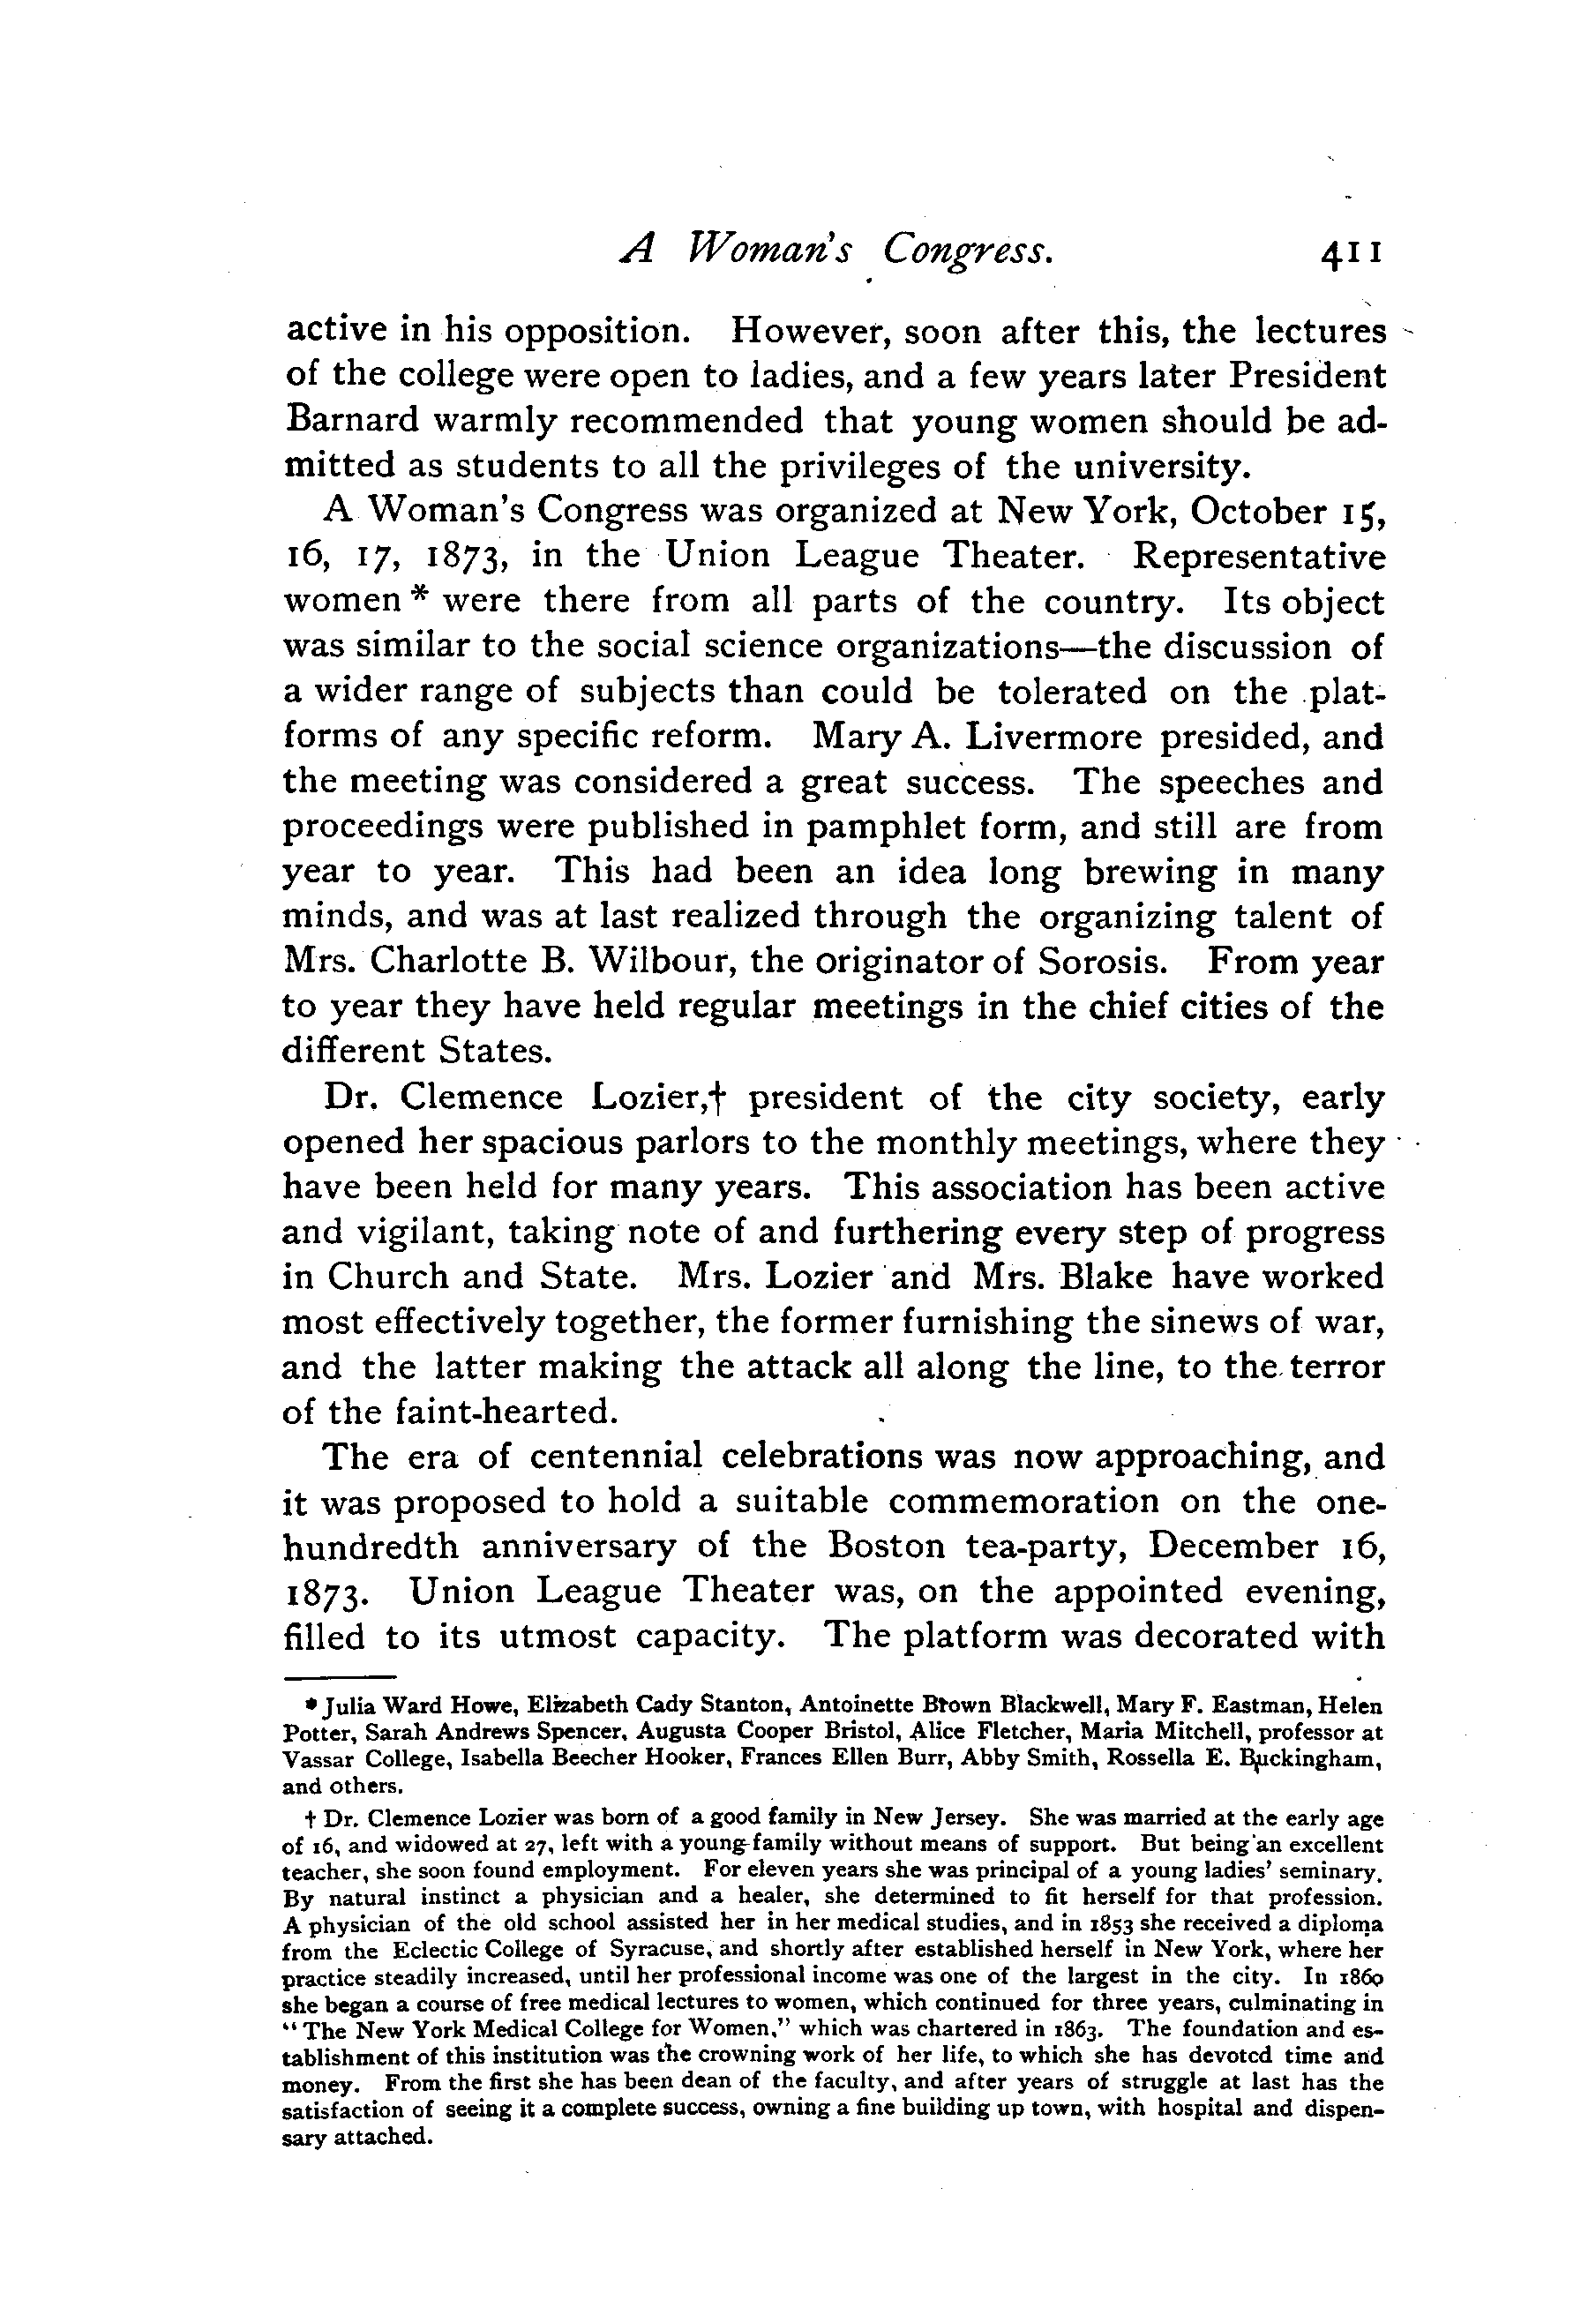 A Woman's Congress. 411
active in his opposition. However, soon after this, the lectures
of the college were open to ladies, and a few years later President
Barnard warmly recommended that young women should be ad-
mitted as students to all the privileges of the university.
A Woman's Congress was organized at New York, October 15,
16, 17, 1873, in the Union League Theater. Representative
women * were there from all parts of the country. Its object
was similar to the social science organizations—the discussion of
a wider range of subjects than could be tolerated on the plat-
forms of any specific reform. Mary A. Livermore presided, and
the meeting was considered a great success. The speeches and
proceedings were published in pamphlet form, and still are from
year to year. This had been an idea long brewing in many
minds, and was at last realized through the organizing talent of
Mrs. Charlotte B. Wilbour, the originator of Sorosis. From year
to year they have held regular meetings in the chief cities of the
different States.
Dr. Clemence Lozier,† president of the city society, early
opened her spacious parlors to the monthly meetings, where they
have been held for many years. This association has been active
and vigilant, taking note of and furthering every step of progress
in Church and State. Mrs. Lozier and Mrs. Blake have worked
most effectively together, the former furnishing the sinews of war,
and the latter making the attack all along the line, to the terror
of the faint-hearted.
The era of centennial celebrations was now approaching, and
it was proposed to hold a suitable commemoration on the one-
hundredth anniversary of the Boston tea-party, December 16,
1873. Union League Theater was, on the appointed evening,
filled to its utmost capacity. The platform was decorated with
* Julia Ward Howe, Elizabeth Cady Stanton, Antoinette Brown Blackwell, Mary F. Eastman, Helen
Potter, Sarah Andrews Spencer, Augusta Cooper Bristol, Alice Fletcher, Maria Mitchell, professor at
Vassar College, Isabella Beecher Hooker, Frances Ellen Burr, Abby Smith, Rossella E. Buckingham,
and others.
† Dr. Clemence Lozier was born of a good family in New Jersey. She was married at the early age
of 16, and widowed at 27, left with a young family without means of support. But being an excellent
teacher, she soon found employment. For eleven years she was principal of a young ladies' seminary.
By natural instinct a physician and a healer, she determined to fit herself for that profession.
A physician of the old school assisted her in her medical studies, and in 1853 she received a diploma
from the Eclectic College of Syracuse, and shortly after established herself in New York, where her
practice steadily increased, until her professional income was one of the largest in the city. In 1860
she began a course of free medical lectures to women, which continued for three years, culminating in
"The New York Medical College for Women," which was chartered in 1863. The foundation and es-
tablishment of this institution was the crowning work of her life, to which she has devoted time and
money. From the first she has been dean of the faculty, and after years of struggle at last has the
satisfaction of seeing it a complete success, owning a fine building up town, with hospital and dispen-
sary attached.